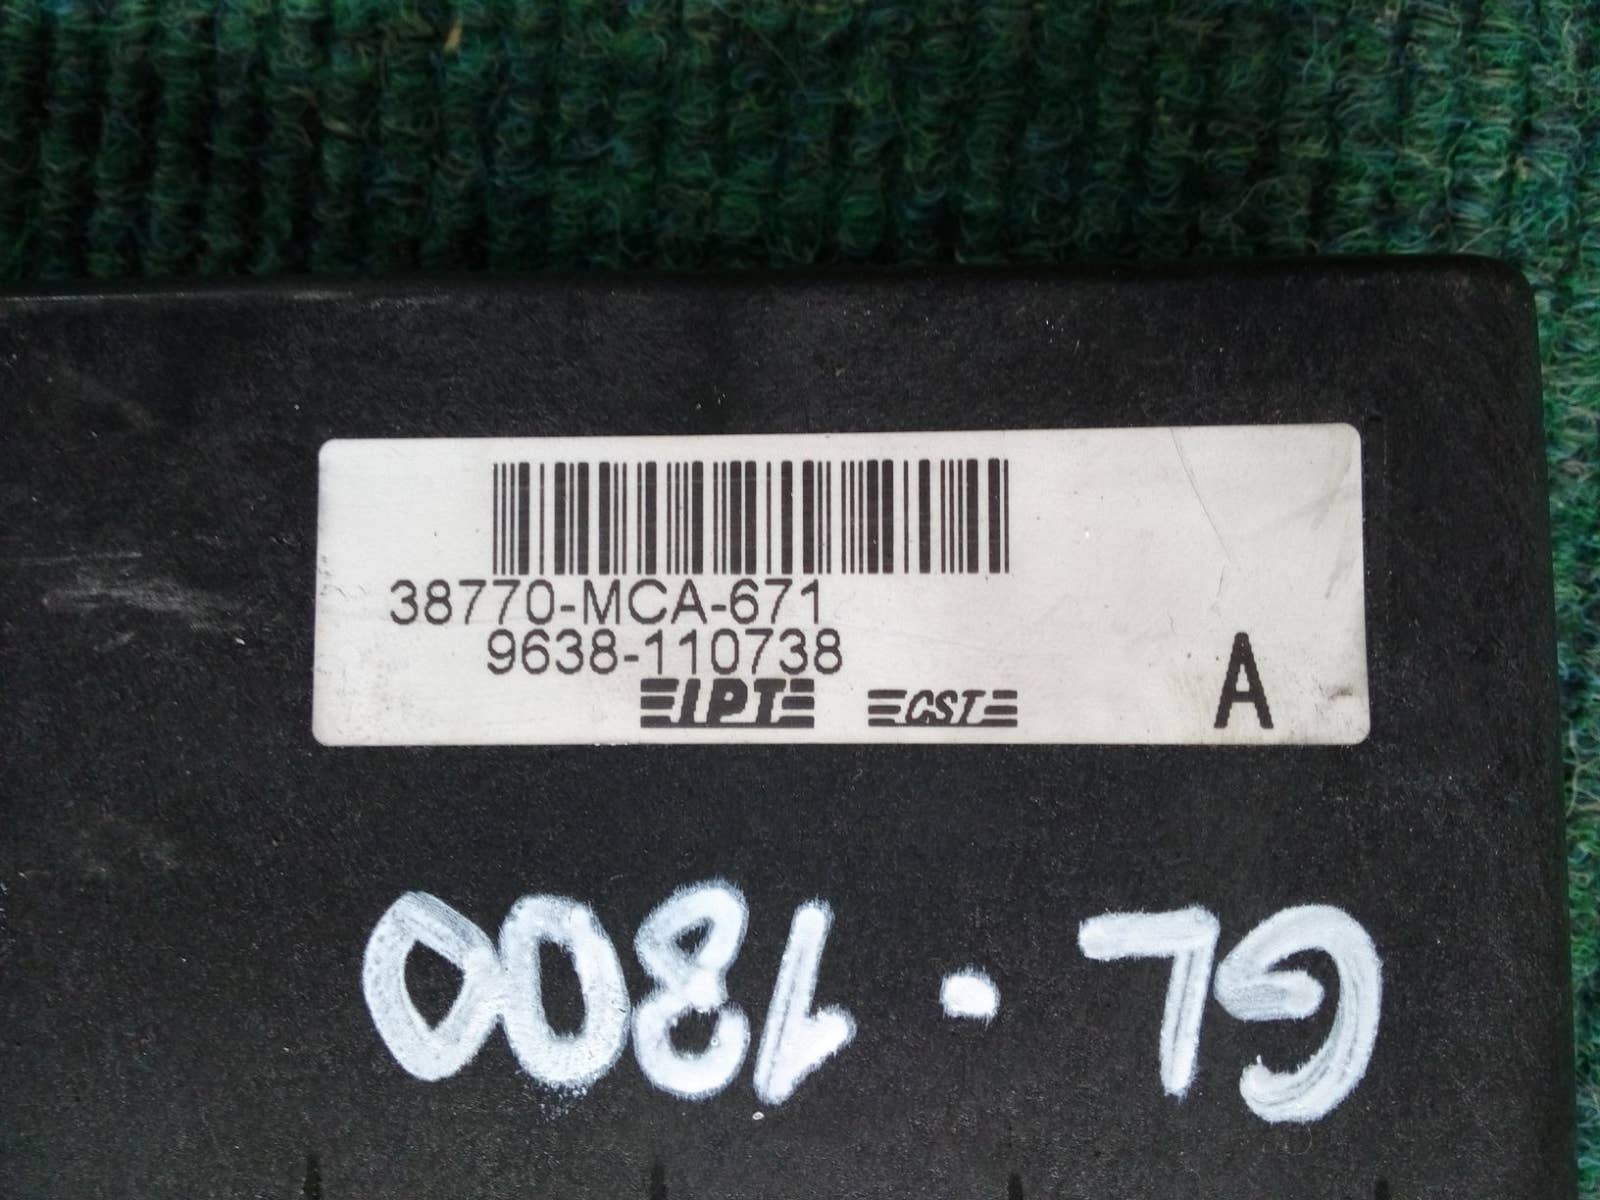 38770-MCA-671
9638-110738
IPT CST A
GL·1800